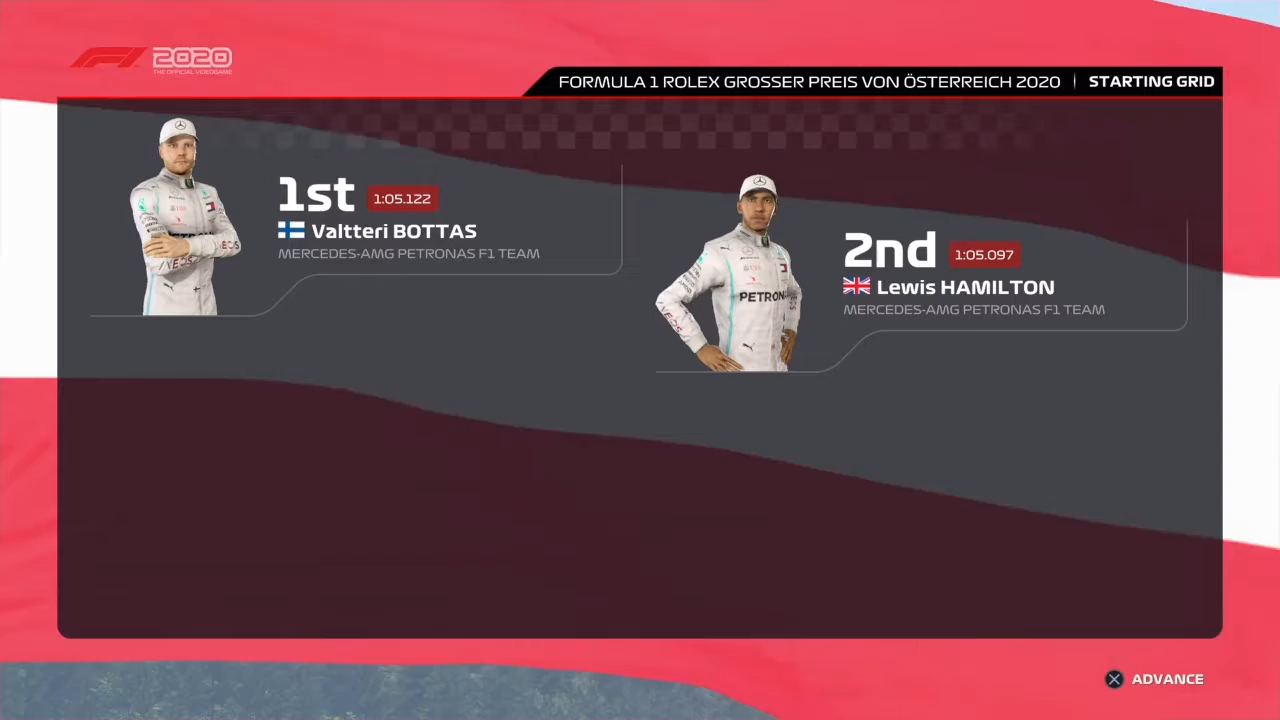 F1 2020
THE OFFICIAL VIDEOGAME
FORMULA 1 ROLEX GROSSER PREIS VON ÖSTERREICH 2020 | STARTING GRID
1st 1:05.122
Valtteri BOTTAS
MERCEDES-AMG PETRONAS F1 TEAM
2nd 1:05.097
Lewis HAMILTON
MERCEDES-AMG PETRONAS F1 TEAM
PETRON
INEOS
ADVANCE